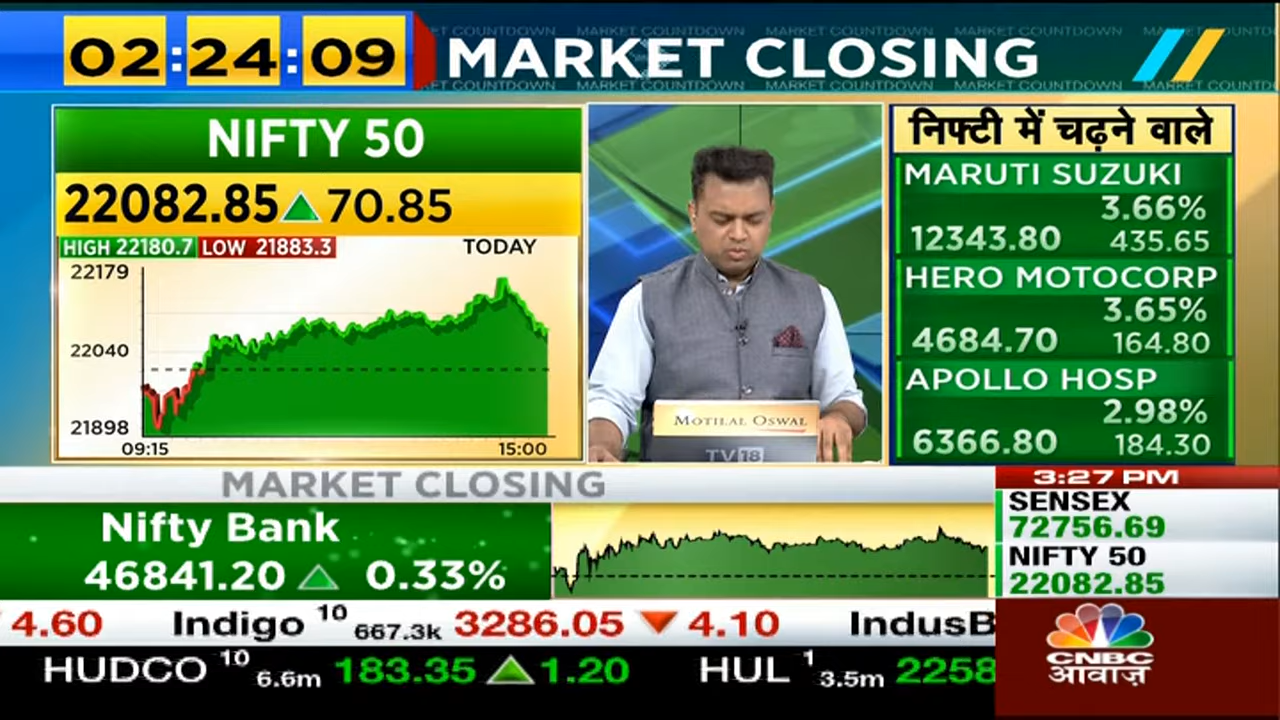 02:24:09
MARKET CLOSING
NIFTY 50
22082.85 ▲ 70.85
HIGH 22180.7 LOW 21883.3 TODAY
22179
22040
21898
09:15 15:00
MOTILAL OSWAL
TV18
निफ्टी में चढ़ने वाले
MARUTI SUZUKI
3.66%
12343.80 435.65
HERO MOTOCORP
3.65%
4684.70 164.80
APOLLO HOSP
2.98%
6366.80 184.30
MARKET CLOSING
3:27 PM
Nifty Bank
46841.20 ▲ 0.33%
SENSEX
72756.69
NIFTY 50
22082.85
4.60 Indigo 10 667.3k 3286.05 ▼ 4.10 IndusB
HUDCO 10 6.6m 183.35 ▲ 1.20 HUL 1 3.5m 2258
CNBC
आवाज़